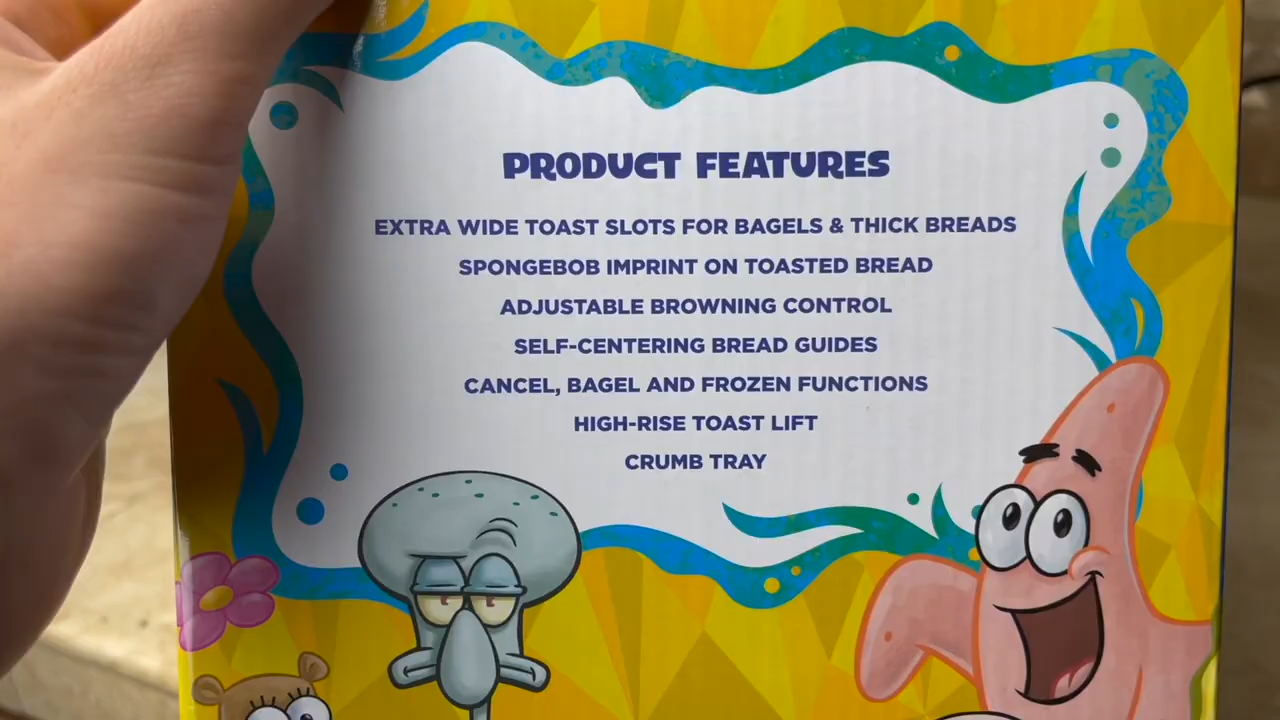 PRODUCT FEATURES
EXTRA WIDE TOAST SLOTS FOR BAGELS & THICK BREADS
SPONGEBOB IMPRINT ON TOASTED BREAD
ADJUSTABLE BROWNING CONTROL
SELF-CENTERING BREAD GUIDES
CANCEL, BAGEL AND FROZEN FUNCTIONS
HIGH-RISE TOAST LIFT
CRUMB TRAY